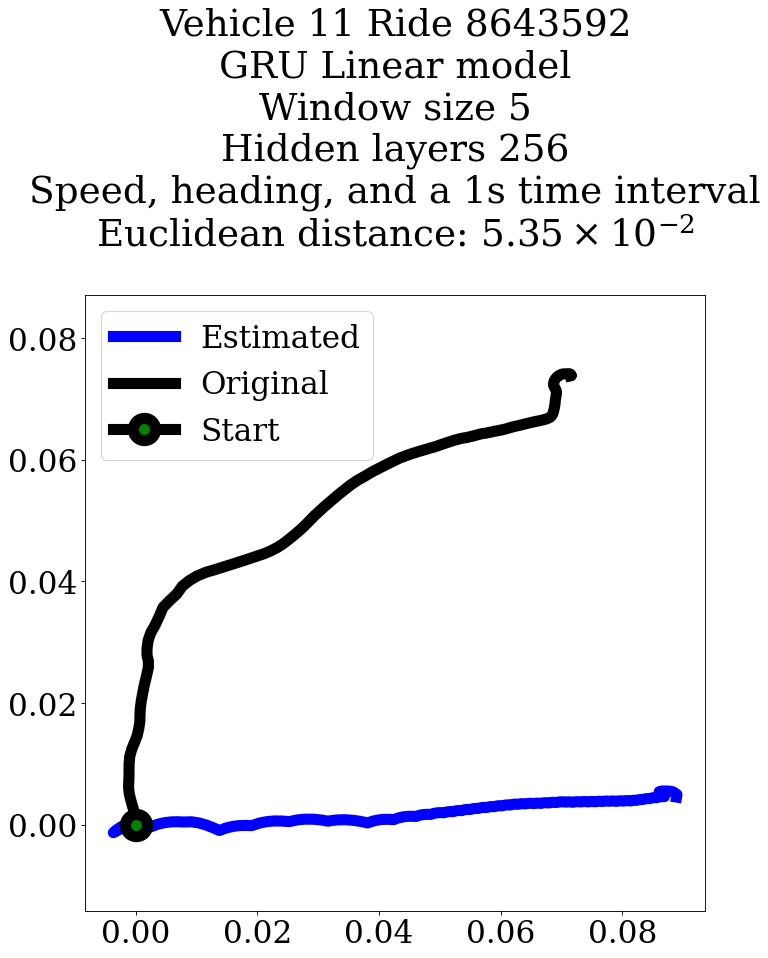 Vehicle 11 Ride 8643592
GRU Linear model
Window size 5
Hidden layers 256
Speed, heading, and a 1s time interval
Euclidean distance: 5.35 × 10⁻²
Estimated
Original
Start
0.08
0.06
0.04
0.02
0.00
0.00 0.02 0.04 0.06 0.08